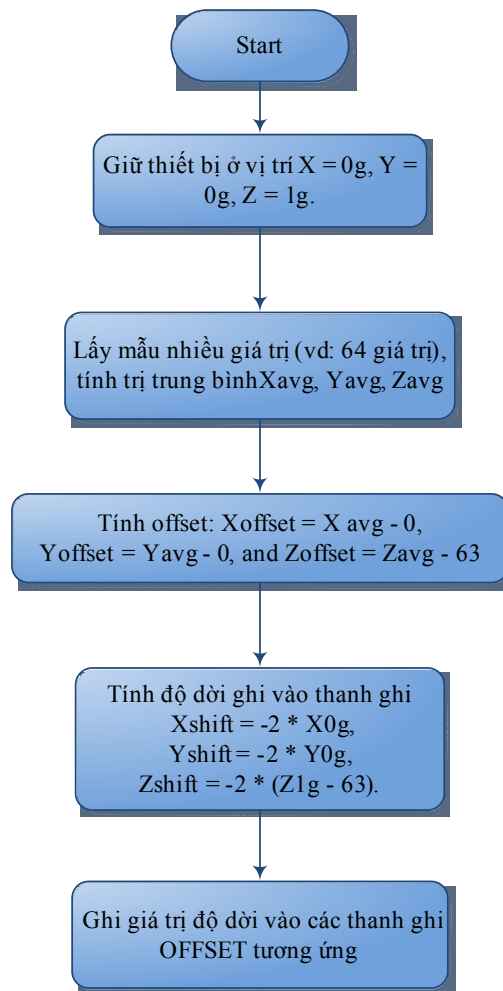 Start
Giữ thiết bị ở vị trí X = 0g, Y =
0g, Z = 1g.
Lấy mẫu nhiều giá trị (vd: 64 giá trị),
tính trị trung bìnhXavg, Yavg, Zavg
Tính offset: Xoffset = X avg - 0,
Yoffset = Yavg - 0, and Zoffset = Zavg - 63
Tính độ dời ghi vào thanh ghi
Xshift = -2 * X0g,
Yshift = -2 * Y0g,
Zshift = -2 * (Z1g - 63).
Ghi giá trị độ dời vào các thanh ghi
OFFSET tương ứng